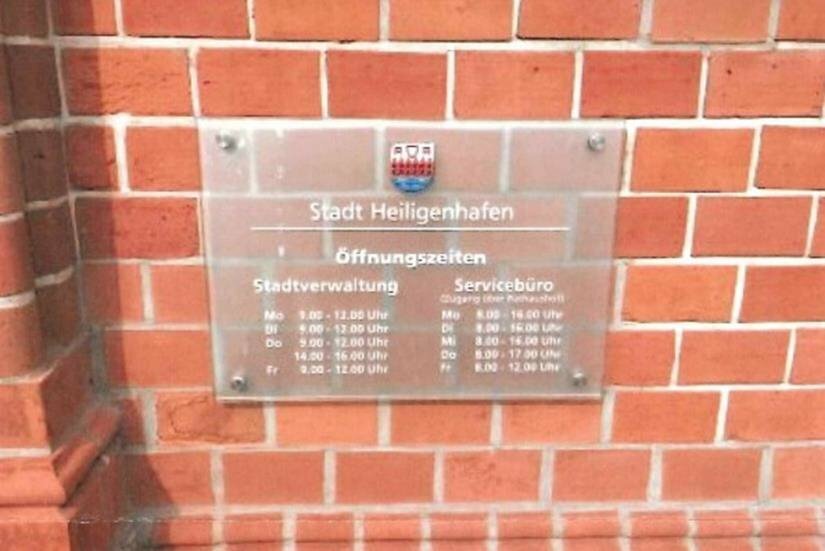 Stadt Heiligenhafen
Öffnungszeiten
Stadtverwaltung
Mo 9.00 - 12.00 Uhr
Di 9.00 - 12.00 Uhr
Do 9.00 - 12.00 Uhr
14.00 - 16.00 Uhr
Fr 9.00 - 12.00 Uhr
Servicebüro
(Zugang über Rathaushof)
Mo 8.00 - 16.00 Uhr
Di 8.00 - 16.00 Uhr
Mi 8.00 - 16.00 Uhr
Do 8.00 - 17.00 Uhr
Fr 8.00 - 12.00 Uhr